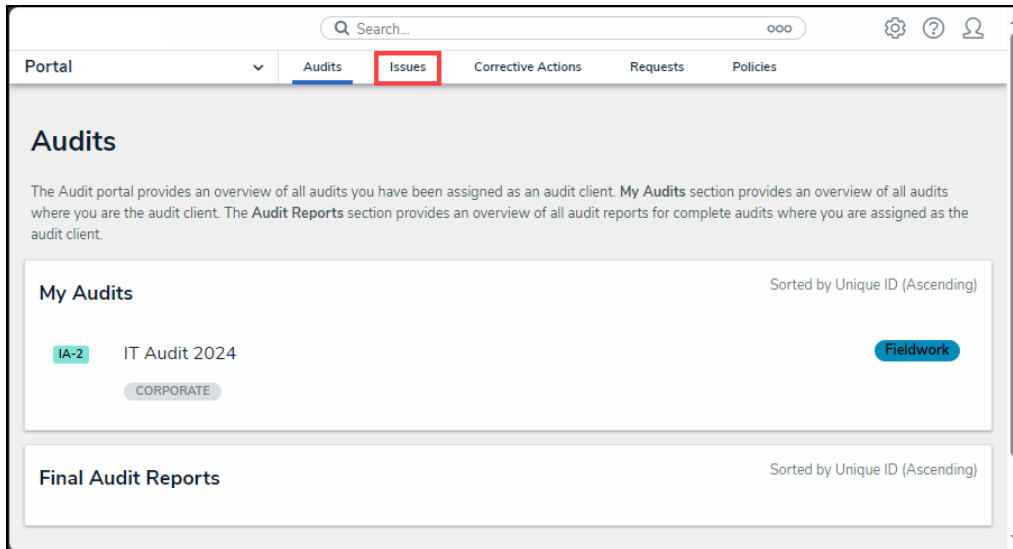 Search...
Portal Audits Issues Corrective Actions Requests Policies
Audits
The Audit portal provides an overview of all audits you have been assigned as an audit client. My Audits section provides an overview of all audits
where you are the audit client. The Audit Reports section provides an overview of all audit reports for complete audits where you are assigned as the
audit client.
My Audits Sorted by Unique ID (Ascending)
IA-2 IT Audit 2024 Fieldwork
CORPORATE
Final Audit Reports Sorted by Unique ID (Ascending)